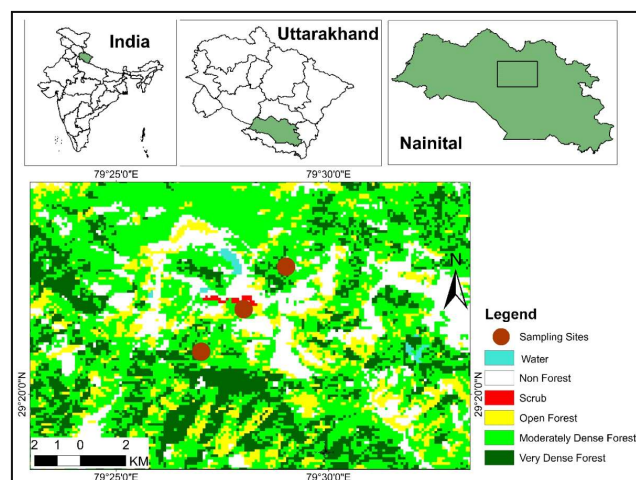 India
Uttarakhand
Nainital
79°25'0"E
79°30'0"E
N
Legend
Sampling Sites
Water
Non Forest
Scrub
Open Forest
Moderately Dense Forest
Very Dense Forest
29°20'0"N
29°20'0"N
2 1 0 2
KM
79°25'0"E
79°30'0"E